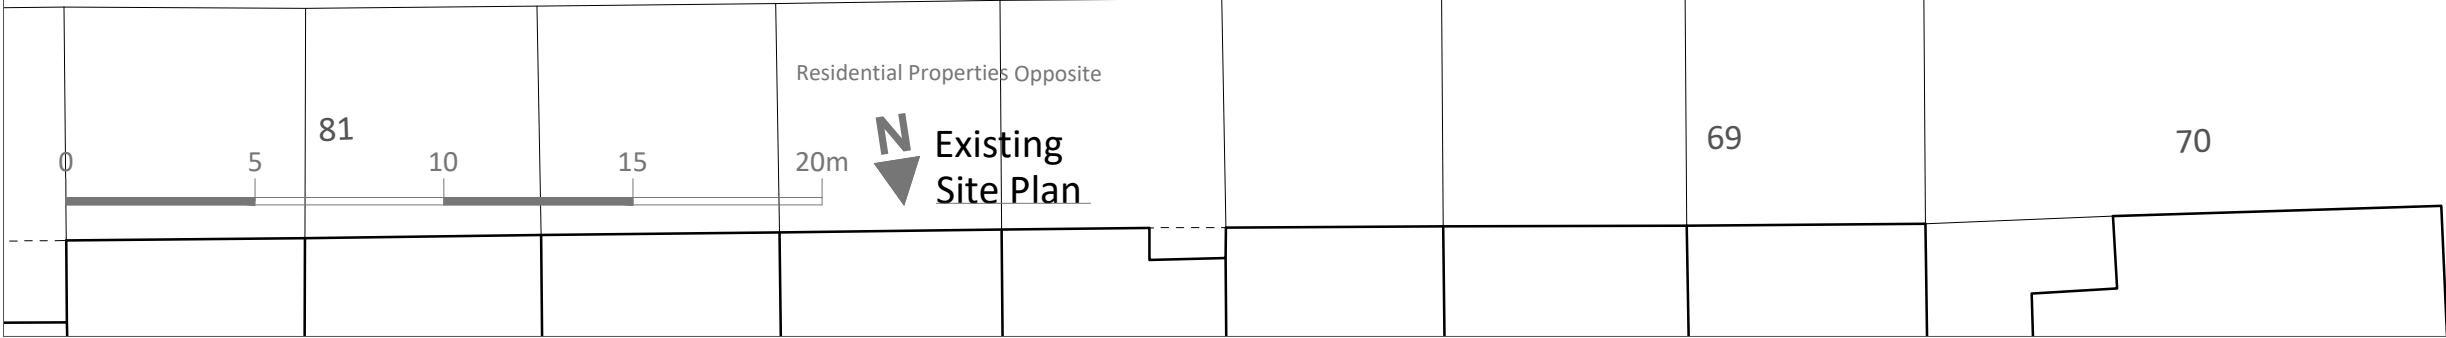 Residential Properties Opposite
81
69
70
0 5 10 15 20m
N
Existing
Site Plan